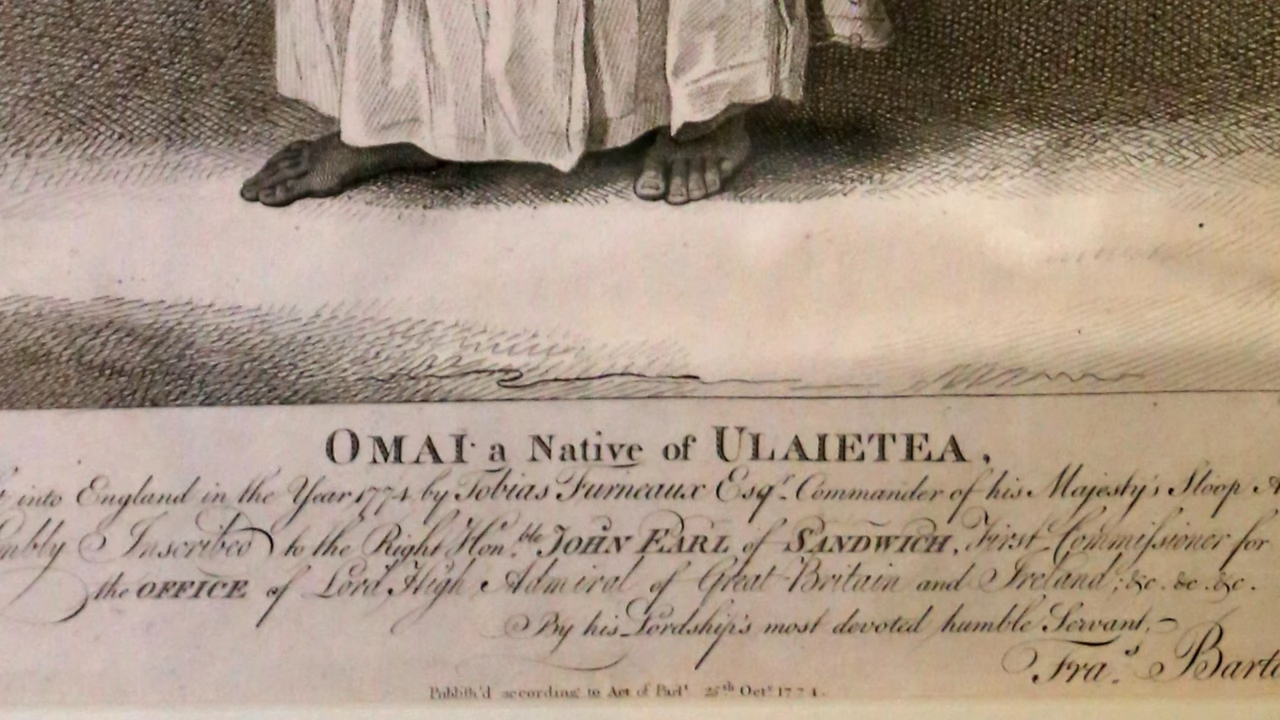 OMAI· a Native of ULAIETEA,
into England in the Year 1774 by Tobias Furneaux Esqr. Commander of his Majesty's Sloop A
mbly Inscribed to the Right Honble. JOHN EARL of SANDWICH, First Commissioner for
the OFFICE of Lord High Admiral of Great Britain and Ireland; &c. &c. &c.
By his Lordship's most devoted humble Servant,
Fras. Barto
Publish'd according to Act of Parlt. 25th Octr. 1774.